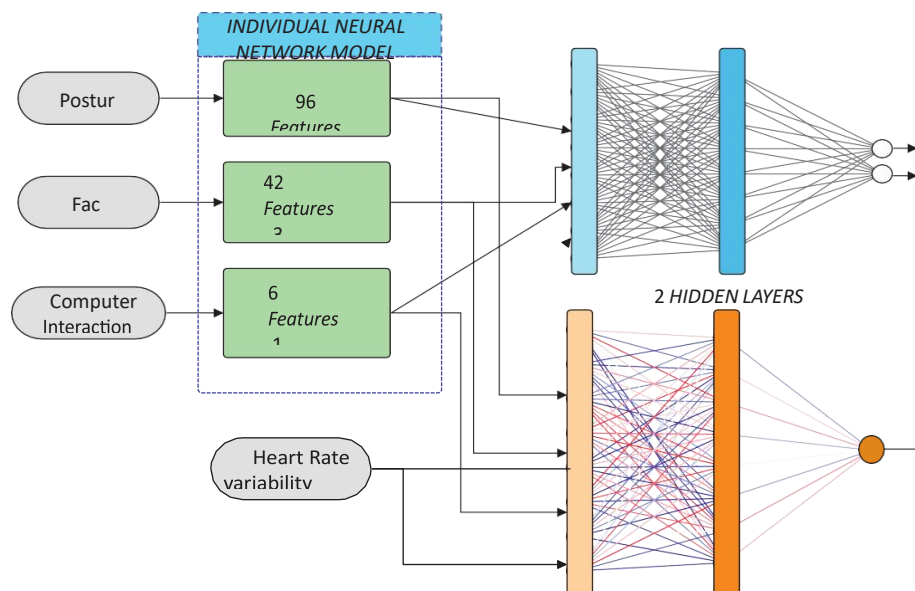 INDIVIDUAL NEURAL
NETWORK MODEL
Postur
96
Features
Fac
42
Features
Computer
Interaction
6
Features
2 HIDDEN LAYERS
Heart Rate
variability